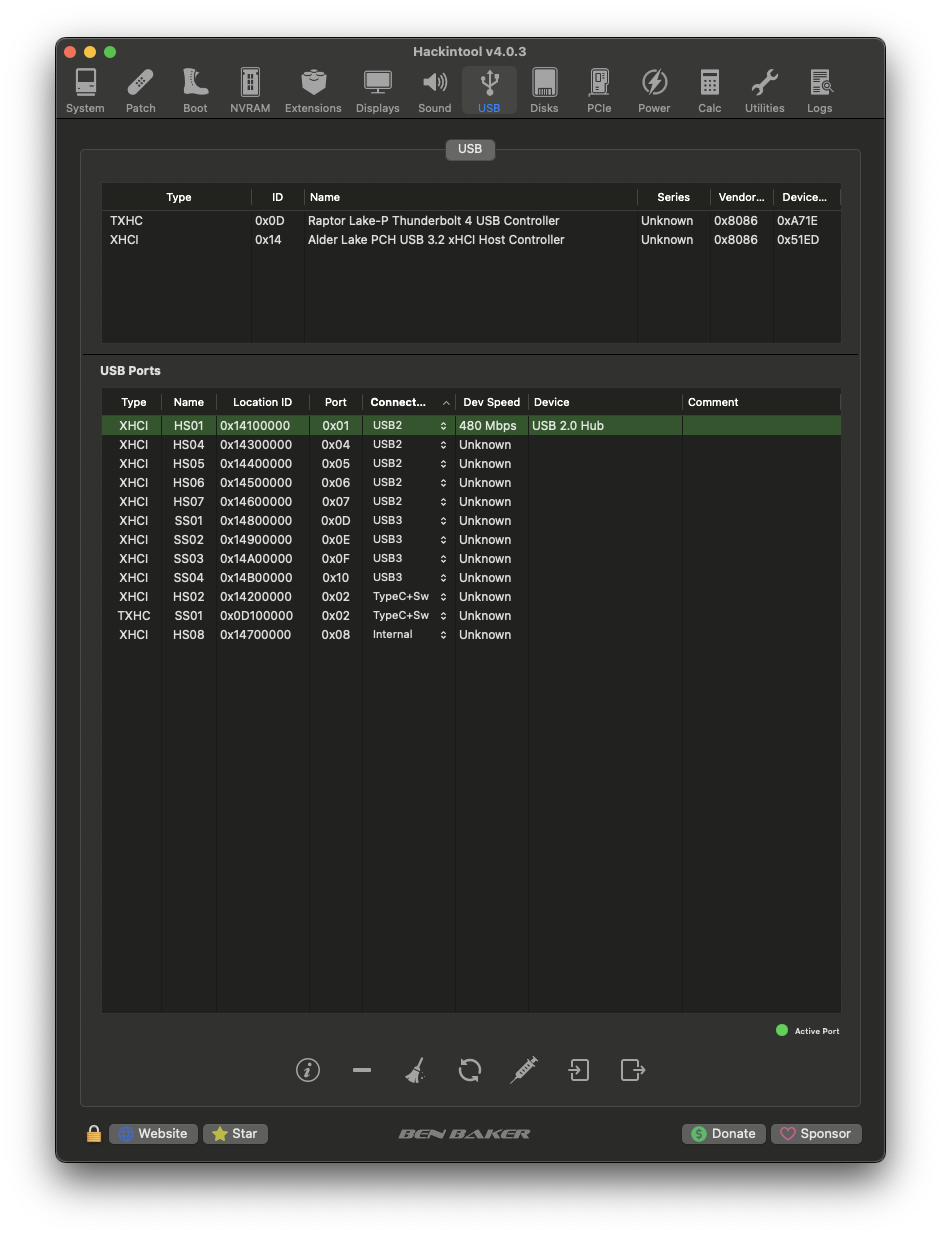 Hackintool v4.0.3
System Patch Boot NVRAM Extensions Displays Sound USB Disks PCIe Power Calc Utilities Logs
USB
Type ID Name Series Vendor... Device...
TXHC 0x0D Raptor Lake-P Thunderbolt 4 USB Controller Unknown 0x8086 0xA71E
XHCI 0x14 Alder Lake PCH USB 3.2 xHCI Host Controller Unknown 0x8086 0x51ED
USB Ports
Type Name Location ID Port Connect... Dev Speed Device Comment
XHCI HS01 0x14100000 0x01 USB2 480 Mbps USB 2.0 Hub
XHCI HS04 0x14300000 0x04 USB2 Unknown
XHCI HS05 0x14400000 0x05 USB2 Unknown
XHCI HS06 0x14500000 0x06 USB2 Unknown
XHCI HS07 0x14600000 0x07 USB2 Unknown
XHCI SS01 0x14800000 0x0D USB3 Unknown
XHCI SS02 0x14900000 0x0E USB3 Unknown
XHCI SS03 0x14A00000 0x0F USB3 Unknown
XHCI SS04 0x14B00000 0x10 USB3 Unknown
XHCI HS02 0x14200000 0x02 TypeC+Sw Unknown
TXHC SS01 0x0D100000 0x02 TypeC+Sw Unknown
XHCI HS08 0x14700000 0x08 Internal Unknown
Active Port
Website Star BEN BAKER Donate Sponsor